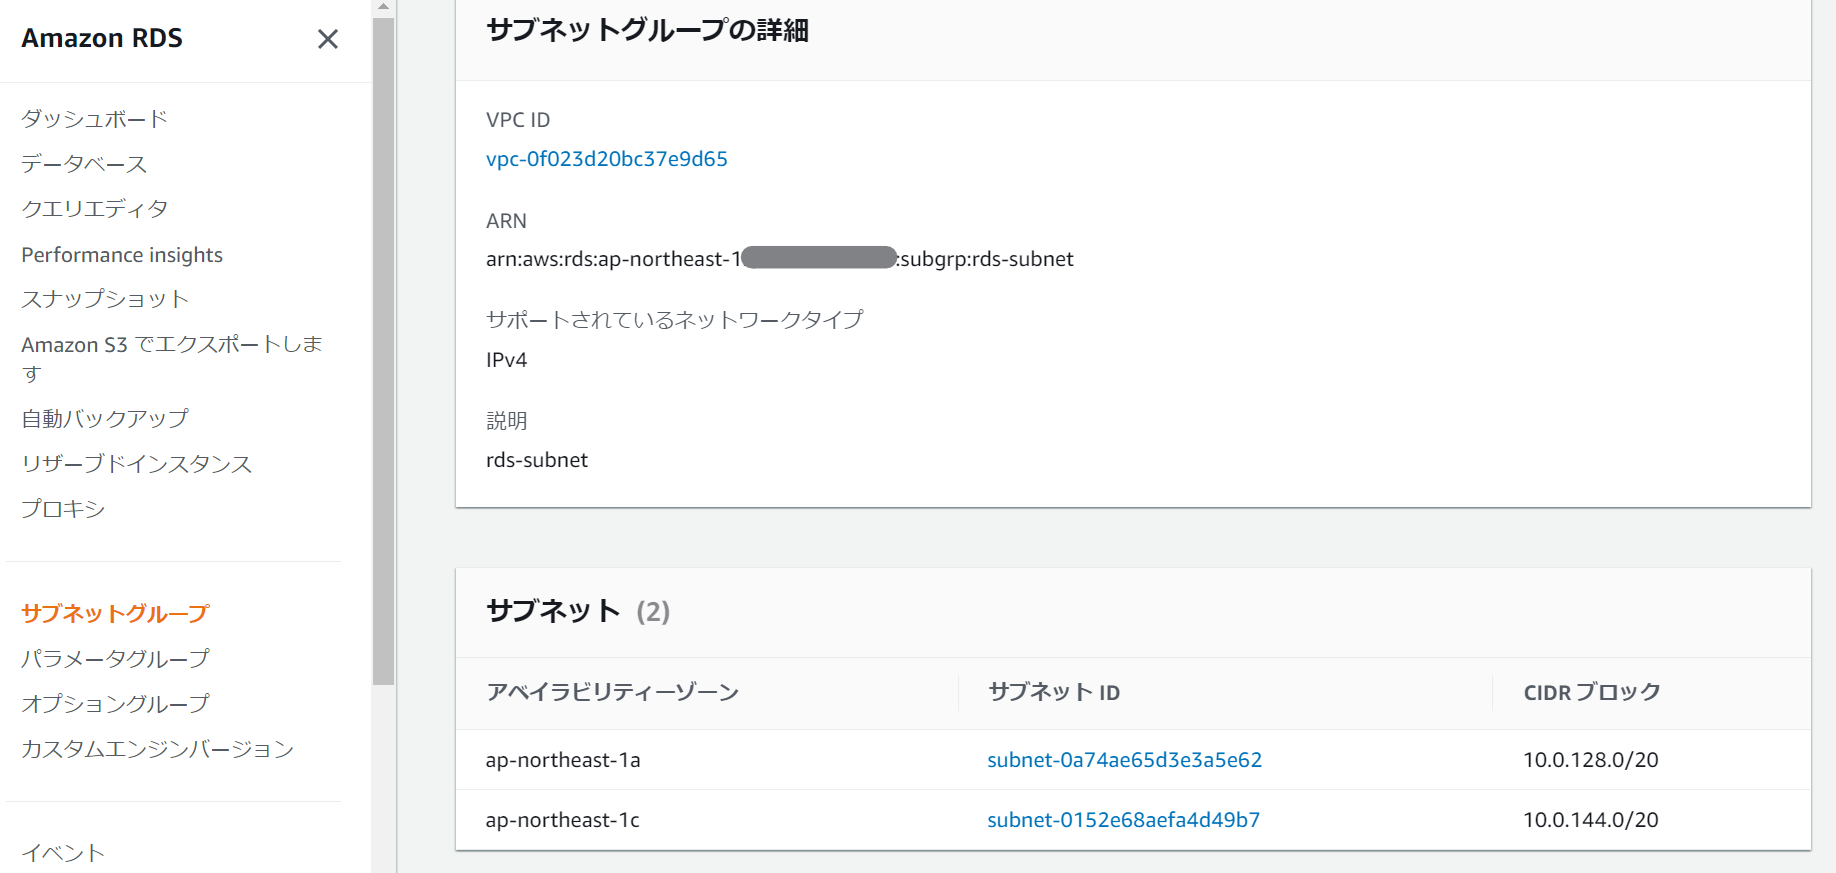 Amazon RDS
ダッシュボード
データベース
クエリエディタ
Performance insights
スナップショット
Amazon S3 でエクスポートしま
す
自動バックアップ
リザーブドインスタンス
プロキシ
サブネットグループ
パラメータグループ
オプショングループ
カスタムエンジンバージョン
イベント
サブネットグループの詳細
VPC ID
vpc-0f023d20bc37e9d65
ARN
arn:aws:rds:ap-northeast-1 :subgrp:rds-subnet
サポートされているネットワークタイプ
IPv4
説明
rds-subnet
サブネット (2)
アベイラビリティーゾーン サブネット ID CIDR ブロック
ap-northeast-1a subnet-0a74ae65d3e3a5e62 10.0.128.0/20
ap-northeast-1c subnet-0152e68aefa4d49b7 10.0.144.0/20